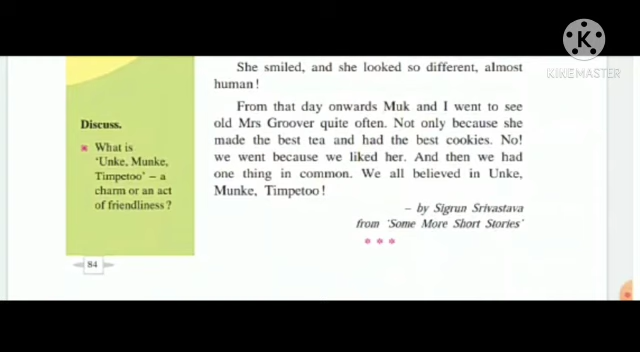 K
KINEMASTER
She smiled, and she looked so different, almost
human!
From that day onwards Muk and I went to see
old Mrs Groover quite often. Not only because she
made the best tea and had the best cookies. No!
we went because we liked her. And then we had
one thing in common. We all believed in Unke,
Munke, Timpetoo!
– by Sigrun Srivastava
from ‘Some More Short Stories’
Discuss.
What is
‘Unke, Munke,
Timpetoo’ – a
charm or an act
of friendliness?
84